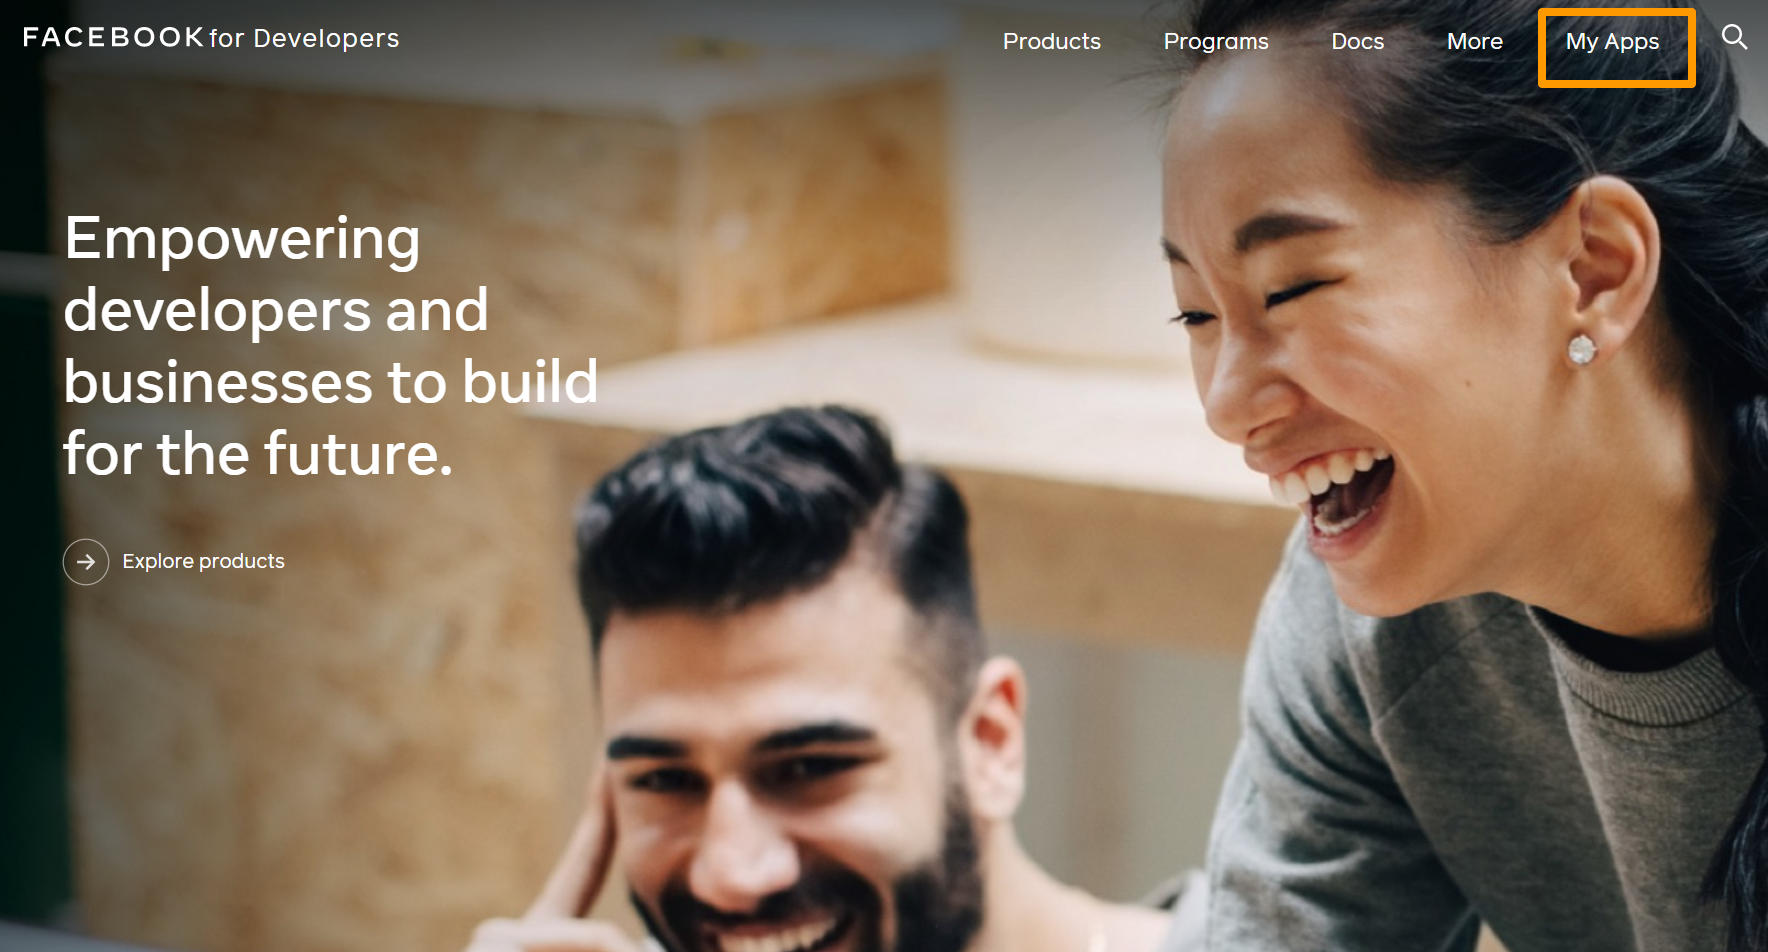 FACEBOOK for Developers
Products
Programs
Docs
More
My Apps
Empowering
developers and
businesses to build
for the future.
Explore products